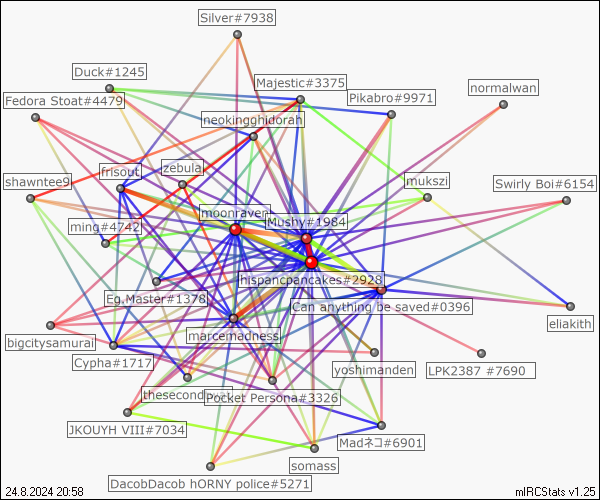 Silver#7938
Duck#1245
Majestic#3375
normalwan
Fedora Stoat#4479
Pikabro#9971
neokingghidorah
zebula
frisout
shawntee9
mukszi
Swirly Boi#6154
moonraven
Mushy#1984
ming#4742
hispancpancakes#2928
Eg.Master#1378
Can anything be saved#0396
eliakith
marcemadness
bigcitysamurai
Cypha#1717
yoshimanden
LPK2387 #7690
thesecond
Pocket Persona#3326
JKOUYH VIII#7034
Madネコ#6901
somass
DacobDacob hORNY police#5271
24.8.2024 20:58
mIRCStats v1.25